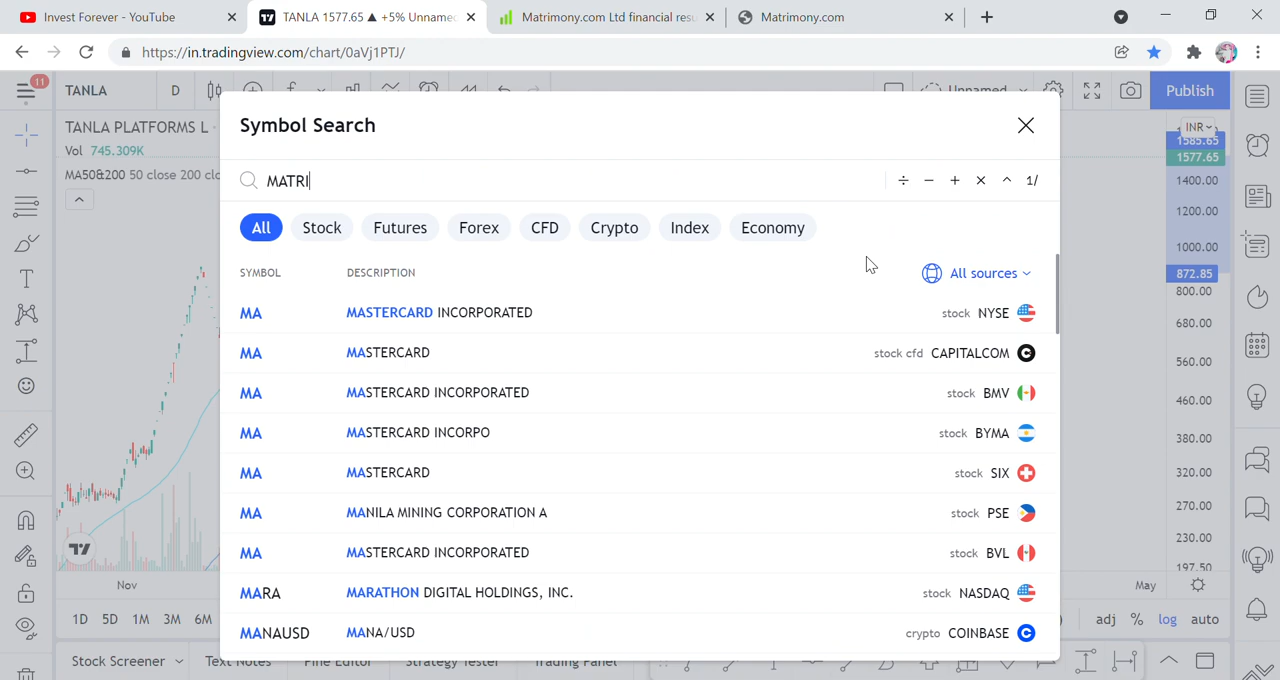 Invest Forever - YouTube
TANLA 1577.65 ▲ +5% Unname
Matrimony.com Ltd financial resu
Matrimony.com
https://in.tradingview.com/chart/0aVj1PTJ/
11
TANLA
D
Unnamed
Publish
TANLA PLATFORMS L
Vol 745.309K
MA50&200 50 close 200 clo
INR
1585.65
1577.65
1400.00
1200.00
1000.00
872.85
800.00
680.00
560.00
460.00
380.00
320.00
270.00
230.00
197.50
Symbol Search
MATRI
÷ − + × ^ 1/
All Stock Futures Forex CFD Crypto Index Economy
SYMBOL DESCRIPTION All sources
MA MASTERCARD INCORPORATED stock NYSE
MA MASTERCARD stock cfd CAPITALCOM
MA MASTERCARD INCORPORATED stock BMV
MA MASTERCARD INCORPO stock BYMA
MA MASTERCARD stock SIX
MA MANILA MINING CORPORATION A stock PSE
MA MASTERCARD INCORPORATED stock BVL
MARA MARATHON DIGITAL HOLDINGS, INC. stock NASDAQ
MANAUSD MANA/USD crypto COINBASE
Nov
May
1D 5D 1M 3M 6M
adj % log auto
Stock Screener Text Notes Pine Editor Strategy Tester Trading Panel